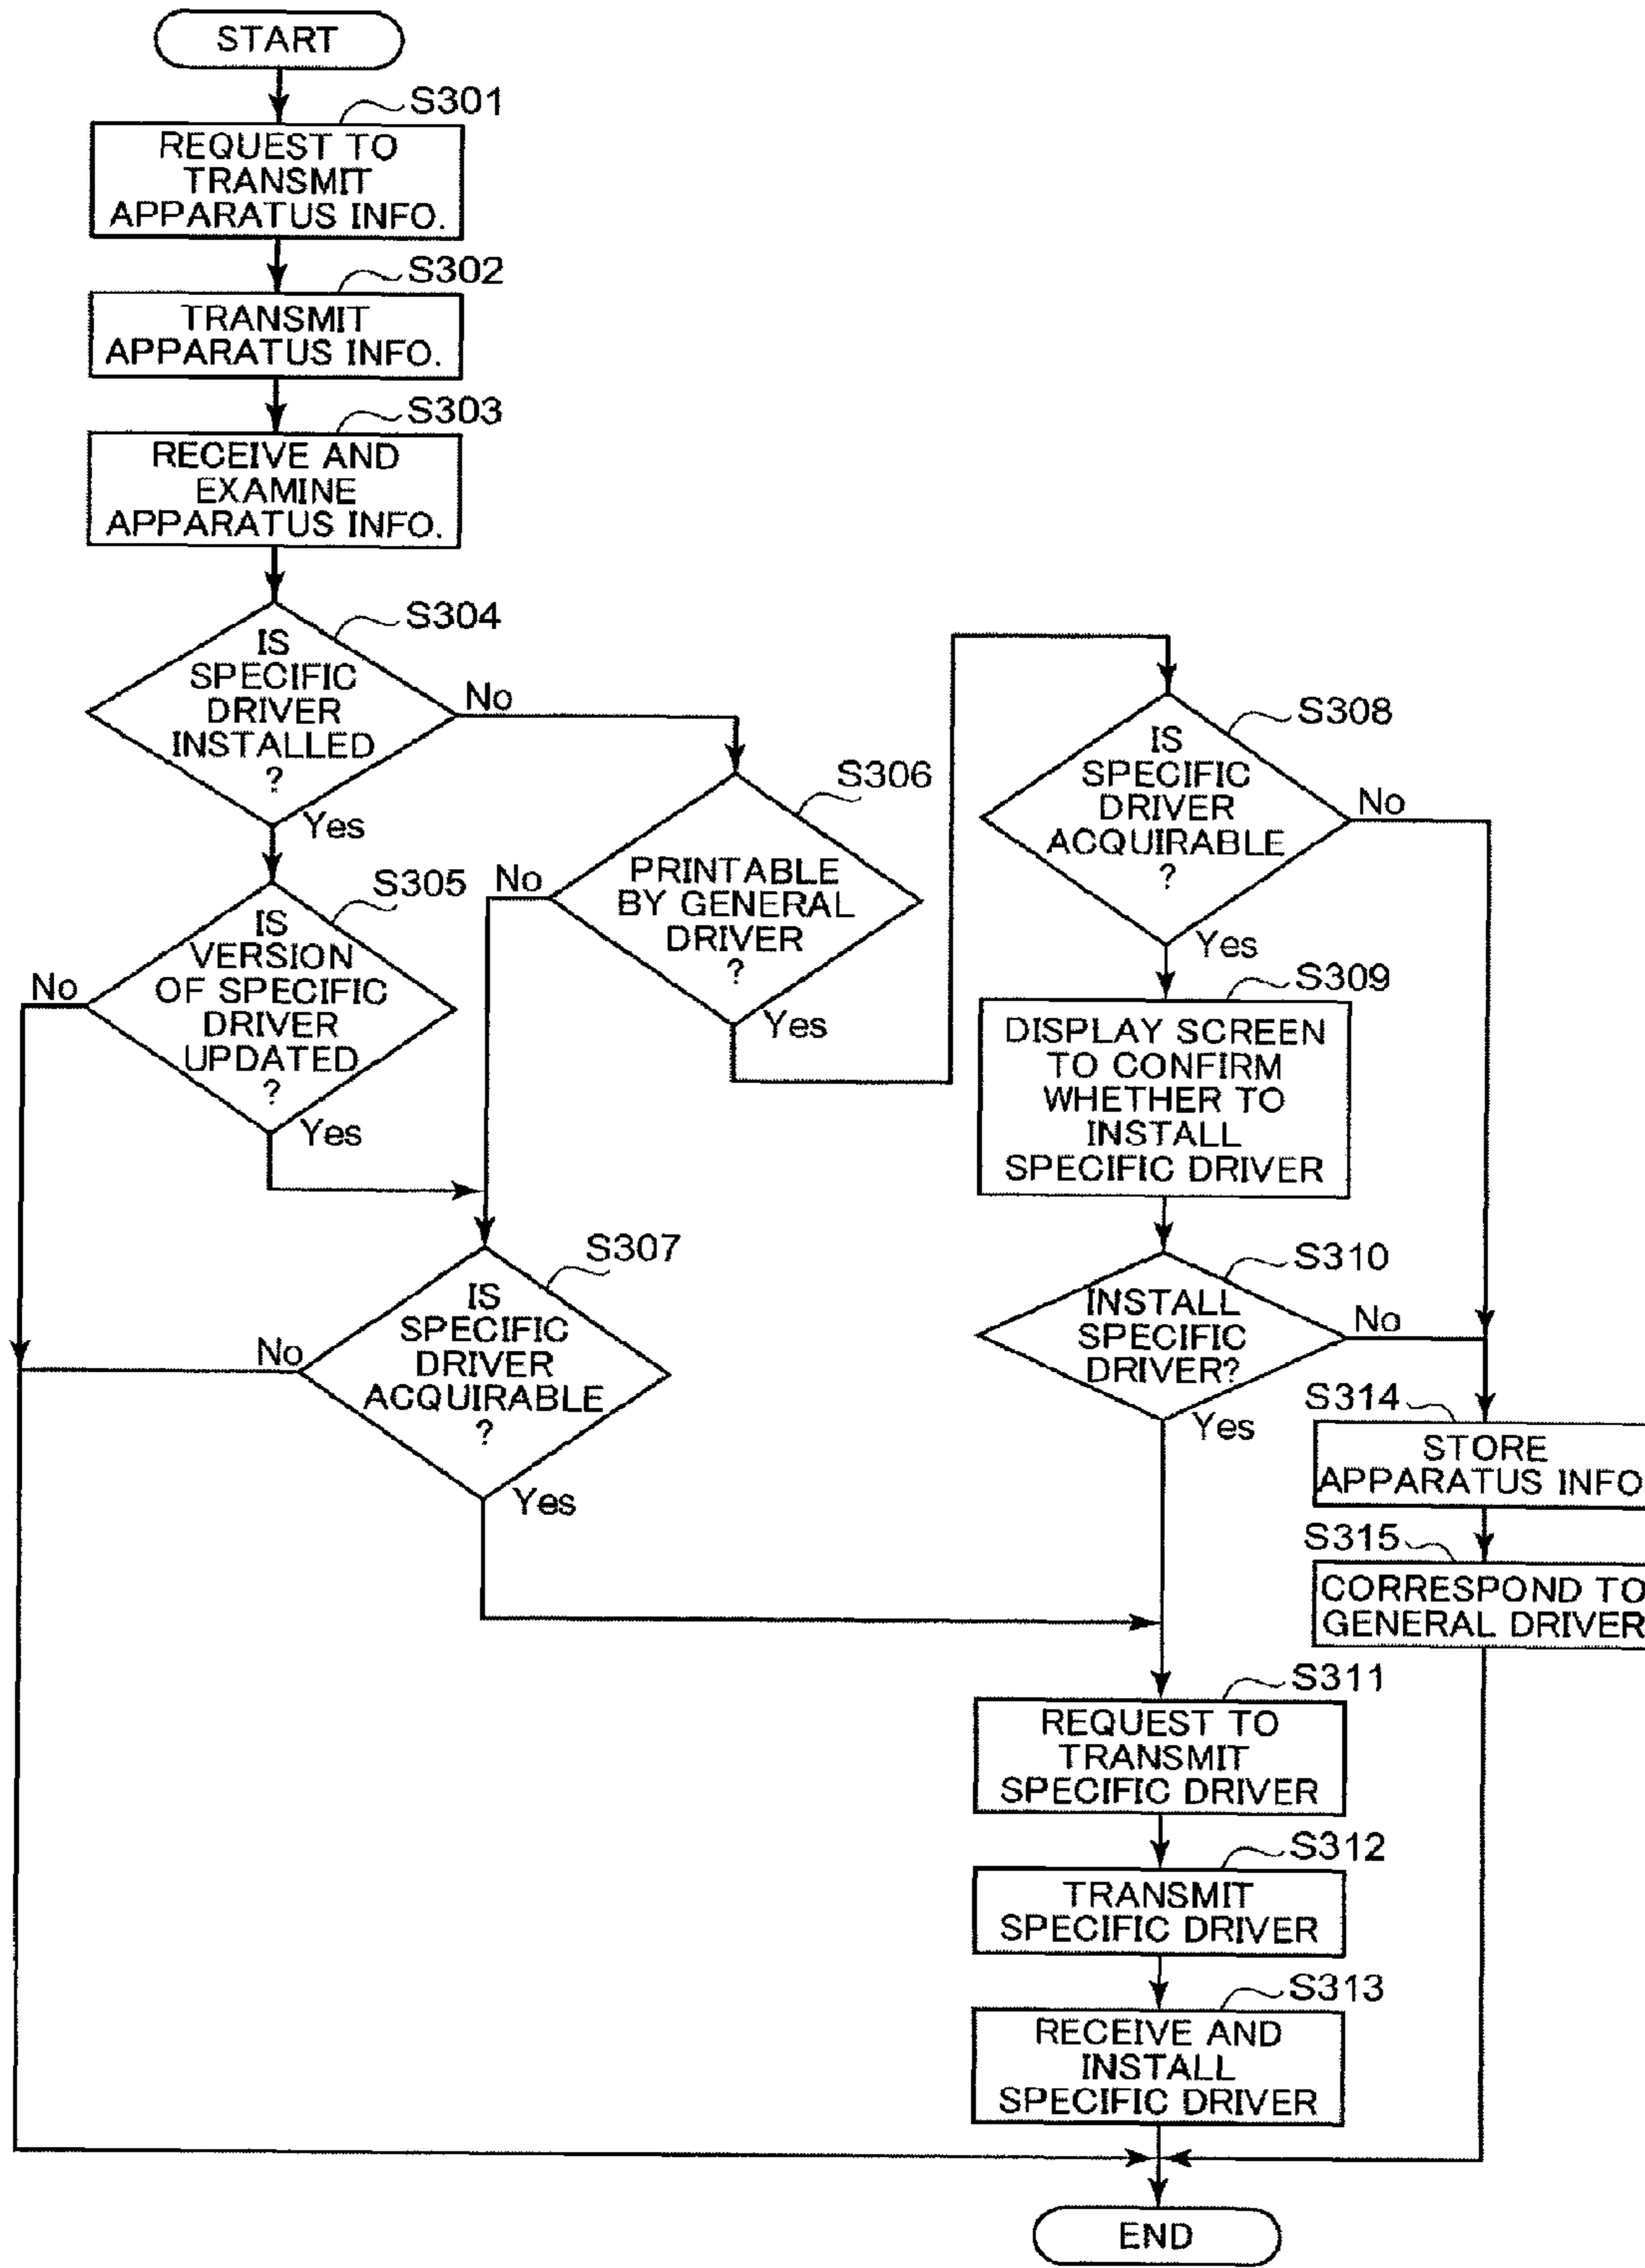 START
S301
REQUEST TO
TRANSMIT
APPARATUS INFO.
S302
TRANSMIT
APPARATUS INFO.
S303
RECEIVE AND
EXAMINE
APPARATUS INFO.
S304
IS
SPECIFIC
DRIVER
INSTALLED
?
No
Yes
S305
IS
VERSION
OF SPECIFIC
DRIVER
UPDATED
?
No
Yes
S306
PRINTABLE
BY GENERAL
DRIVER
?
No
Yes
S307
IS
SPECIFIC
DRIVER
ACQUIRABLE
?
No
Yes
S308
IS
SPECIFIC
DRIVER
ACQUIRABLE
?
No
Yes
S309
DISPLAY SCREEN
TO CONFIRM
WHETHER TO
INSTALL
SPECIFIC DRIVER
S310
INSTALL
SPECIFIC
DRIVER?
No
Yes
S314
STORE
APPARATUS INFO
S315
CORRESPOND TO
GENERAL DRIVER
S311
REQUEST TO
TRANSMIT
SPECIFIC DRIVER
S312
TRANSMIT
SPECIFIC DRIVER
S313
RECEIVE AND
INSTALL
SPECIFIC DRIVER
END